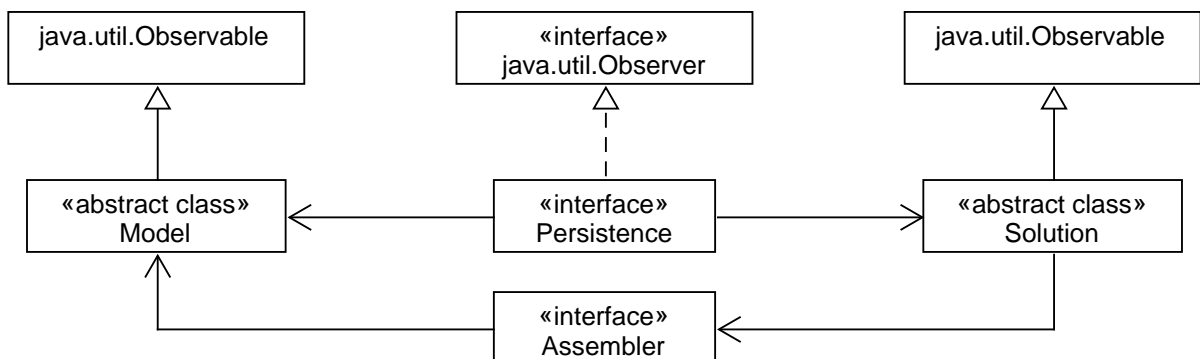 java.util.Observable
«interface»
java.util.Observer
java.util.Observable
«abstract class»
Model
«interface»
Persistence
«abstract class»
Solution
«interface»
Assembler